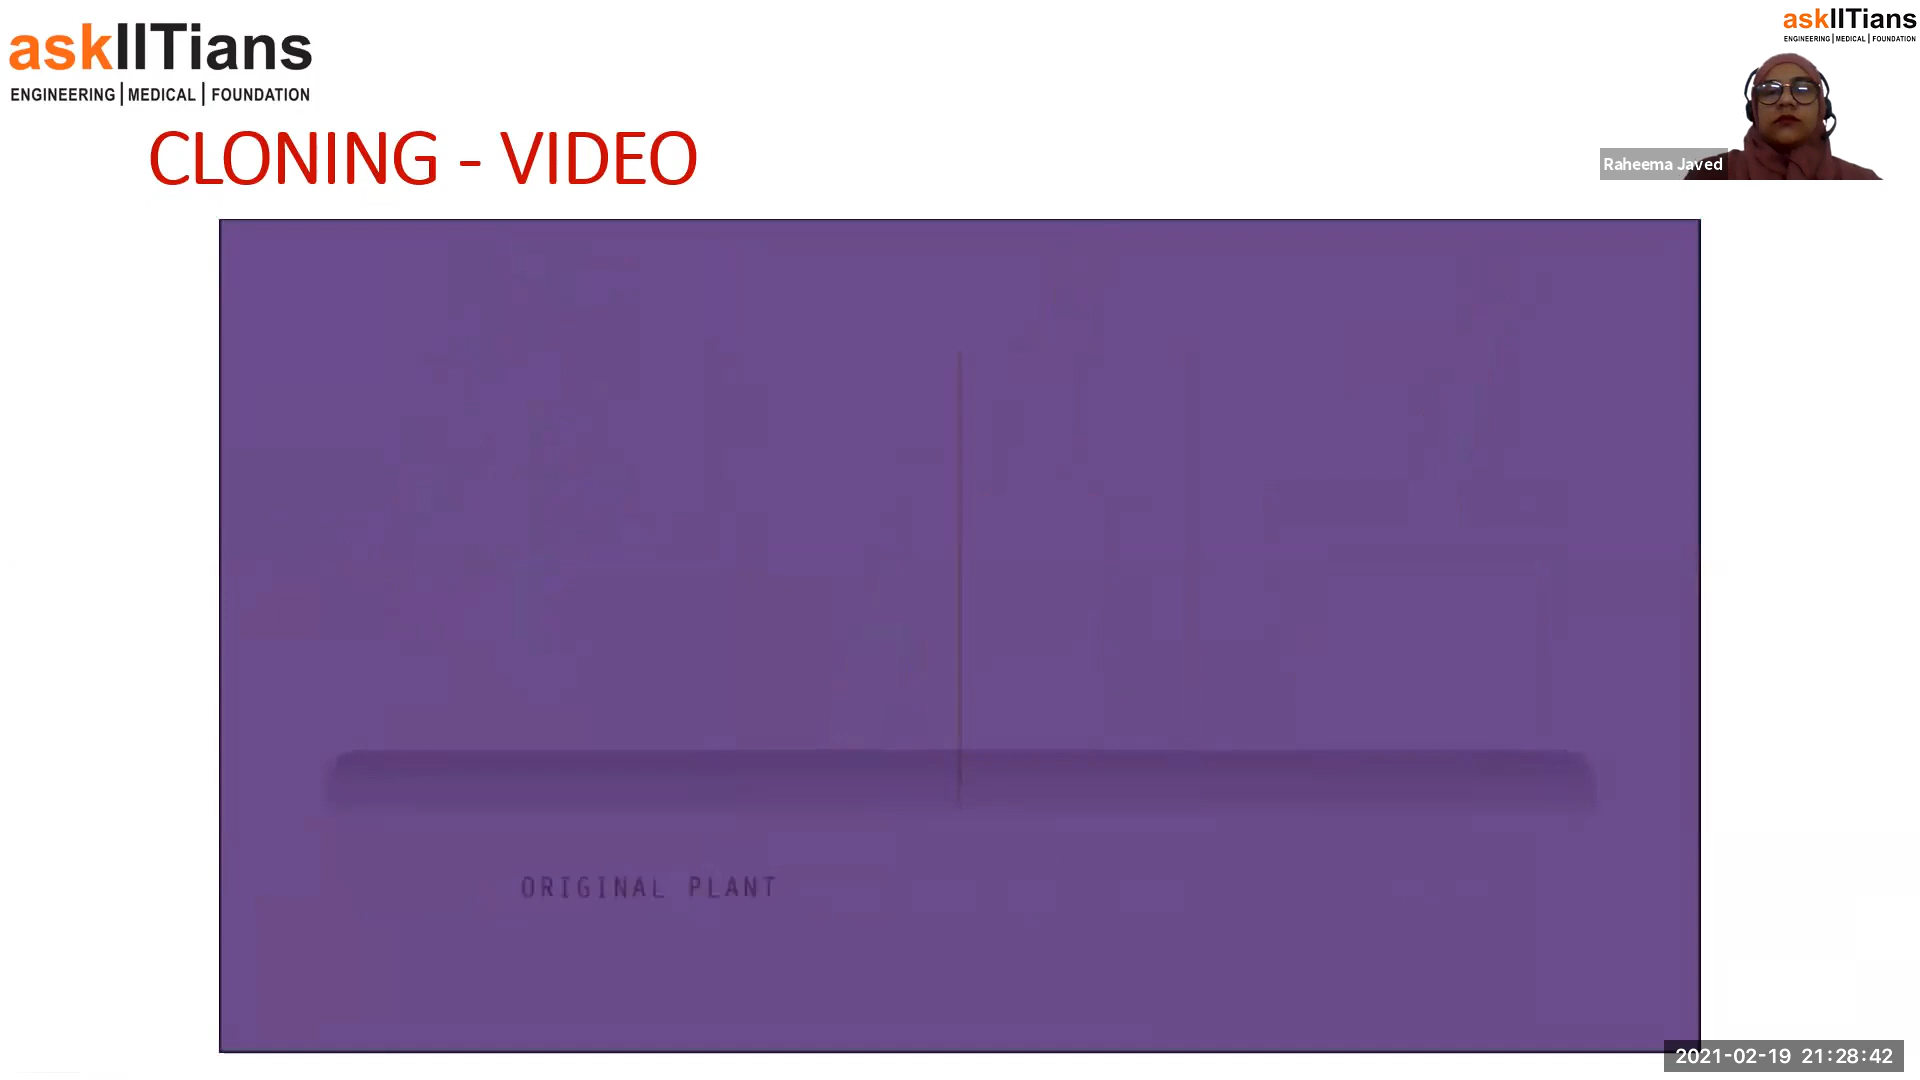 askIITians
ENGINEERING | MEDICAL | FOUNDATION
askIITians
ENGINEERING | MEDICAL | FOUNDATION
CLONING - VIDEO
Raheema Javed
ORIGINAL PLANT
2021-02-19 21:28:42